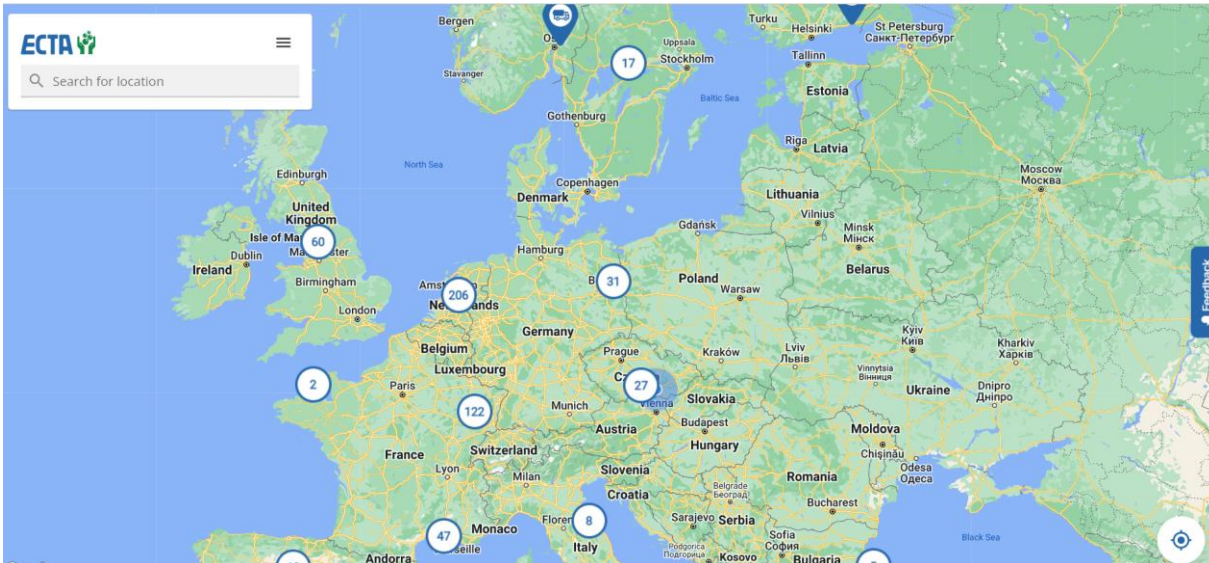 ECTA
Search for location
Bergen
Turku
Helsinki
St Petersburg
Санкт-Петербург
Uppsala
Stockholm
Tallinn
Stavanger
17
Estonia
Baltic Sea
Gothenburg
Riga
Latvia
Moscow
Москва
North Sea
Edinburgh
Copenhagen
Denmark
Lithuania
Vilnius
United
Kingdom
Gdańsk
Minsk
Мінск
60
Dublin
Ireland
Hamburg
Belarus
Birmingham
206
31
Poland
Warsaw
London
Feedback
Germany
Belgium
Luxembourg
Prague
Kraków
Lviv
Львів
Kyiv
Київ
Kharkiv
Харків
2
Paris
27
Vienna
Slovakia
Vinnytsia
Вінниця
Ukraine
Dnipro
Дніпро
122
Munich
Austria
Budapest
Hungary
Moldova
Chișinău
France
Switzerland
Lyon
Milan
Slovenia
Croatia
Romania
Odesa
Одеса
Belgrade
Београд
Bucharest
47
Monaco
8
Italy
Sarajevo
Serbia
Sofia
София
Black Sea
Andorra
Podgorica
Подгорица
Kosovo
Bulgaria